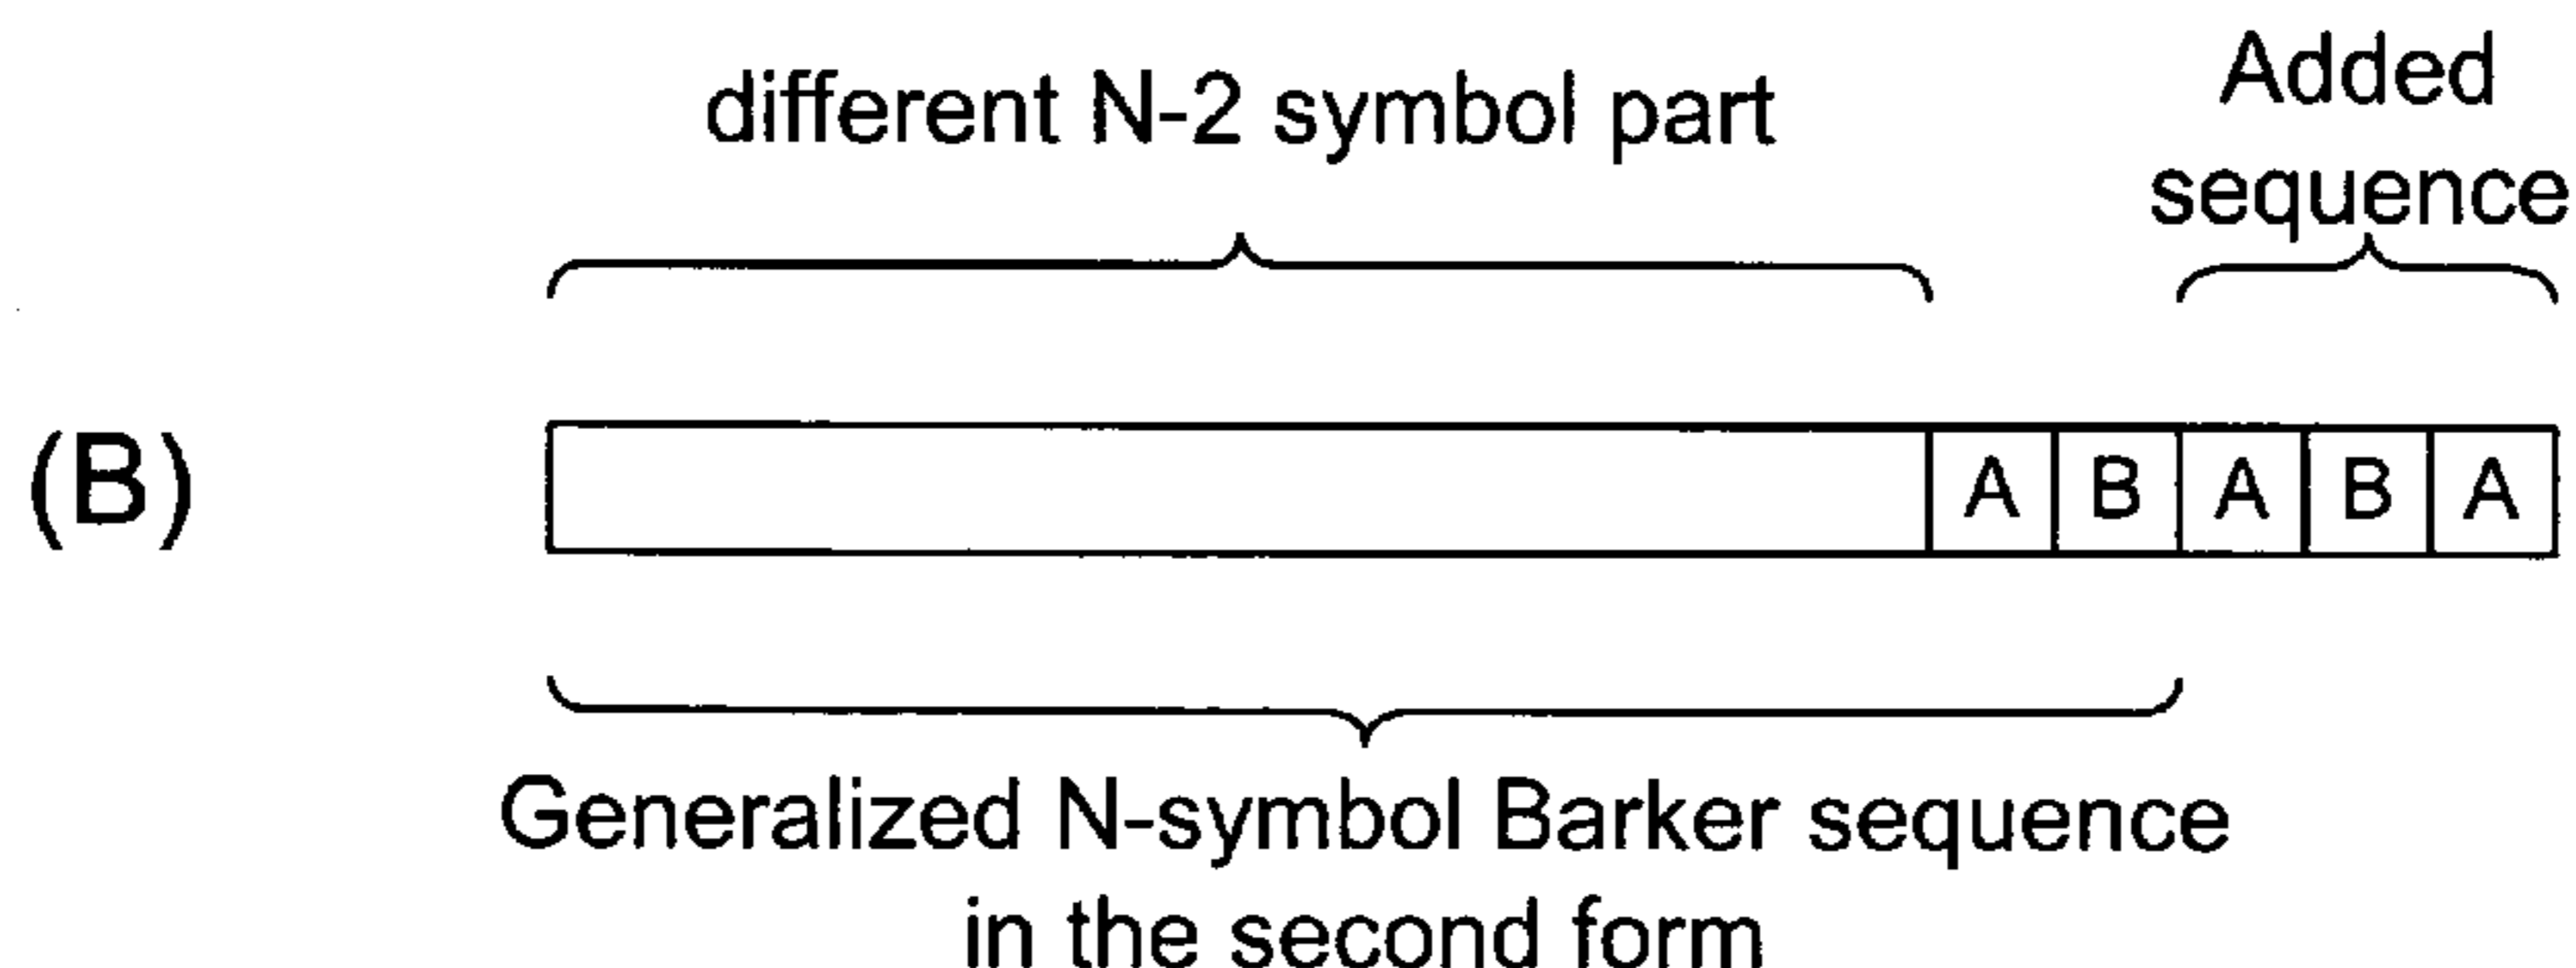 different N-2 symbol part
Added
sequence
(B)
A B A B A
Generalized N-symbol Barker sequence
in the second form